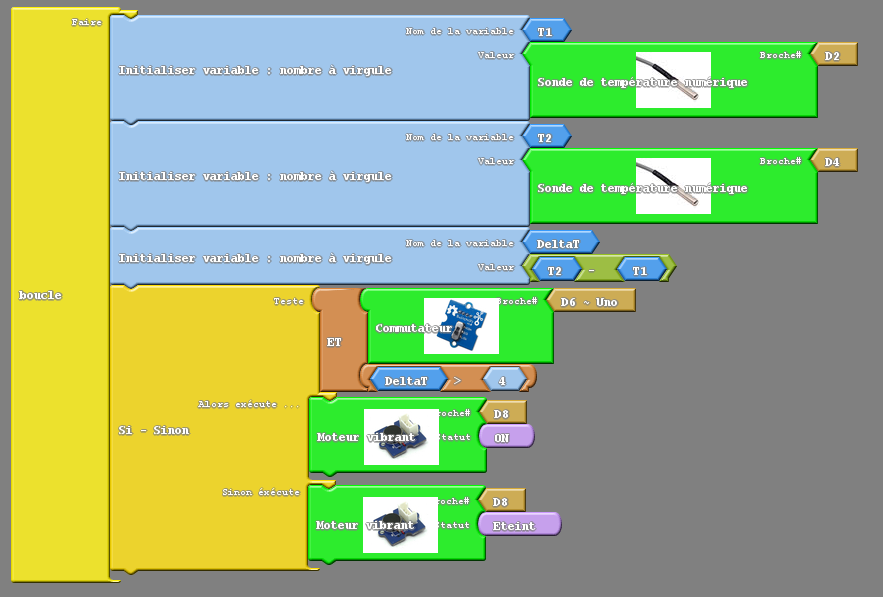 Faire
Nom de la variable T1
Valeur
Initialiser variable : nombre à virgule
Sonde de température numérique
Broche# D2
Nom de la variable T2
Valeur
Initialiser variable : nombre à virgule
Sonde de température numérique
Broche# D4
Nom de la variable DeltaT
Initialiser variable : nombre à virgule
Valeur T2 - T1
boucle
Teste
ET
Commutateur
Broche# D6 ~ Uno
DeltaT > 4
Alors exécute ...
Si - Sinon
Moteur vibrant
roche# D8
Statut ON
Sinon éxécute
Moteur vibrant
roche# D8
Statut Eteint